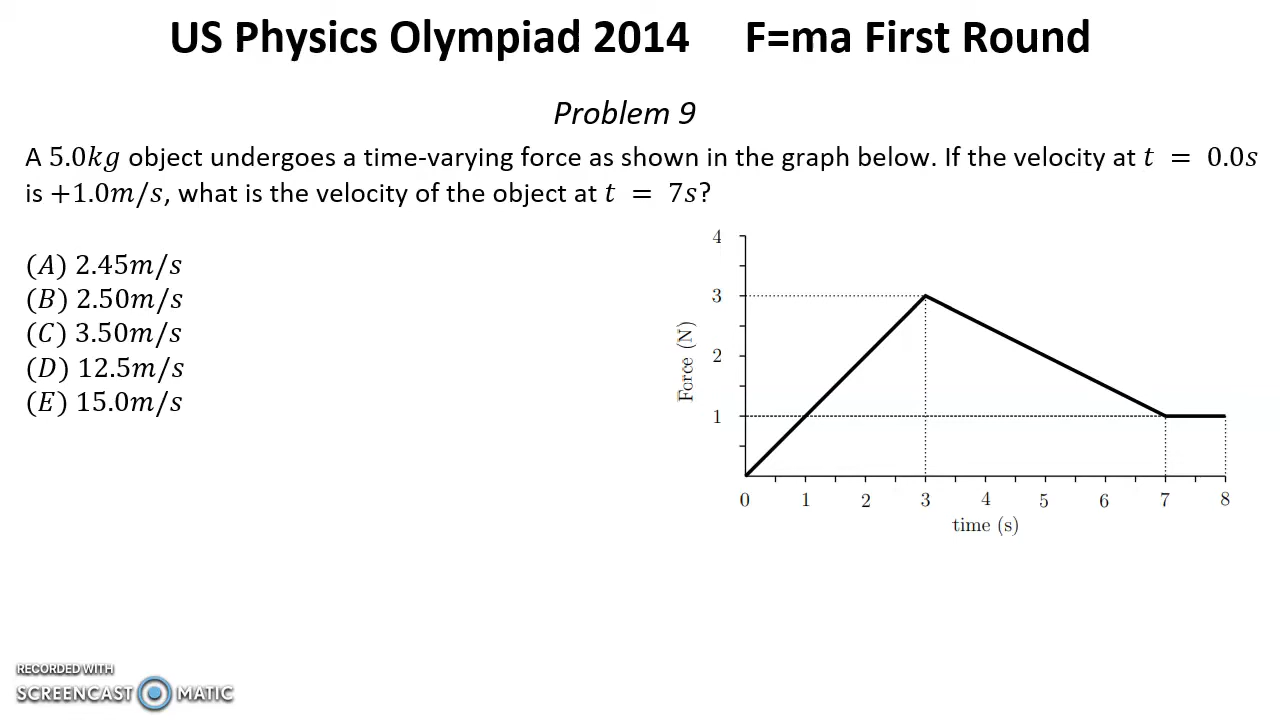 US Physics Olympiad 2014 F=ma First Round
Problem 9
A 5.0kg object undergoes a time-varying force as shown in the graph below. If the velocity at t = 0.0s
is +1.0m/s, what is the velocity of the object at t = 7s?
(A) 2.45m/s
(B) 2.50m/s
(C) 3.50m/s
(D) 12.5m/s
(E) 15.0m/s
4
3
2
1
Force (N)
0 1 2 3 4 5 6 7 8
time (s)
RECORDED WITH
SCREENCAST MATIC